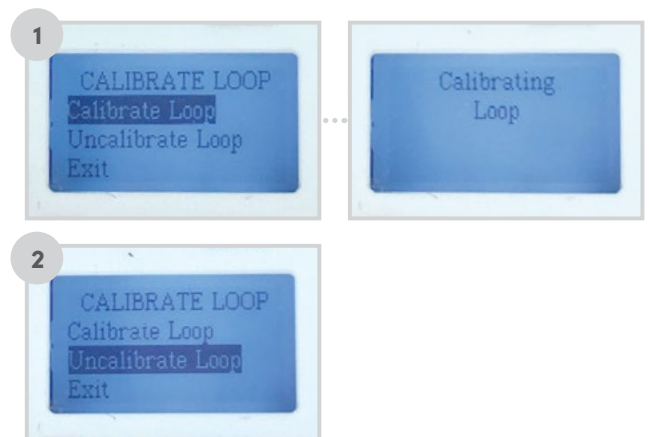 1
CALIBRATE LOOP
Calibrate Loop
Uncalibrate Loop
Exit
Calibrating
Loop
2
CALIBRATE LOOP
Calibrate Loop
Uncalibrate Loop
Exit